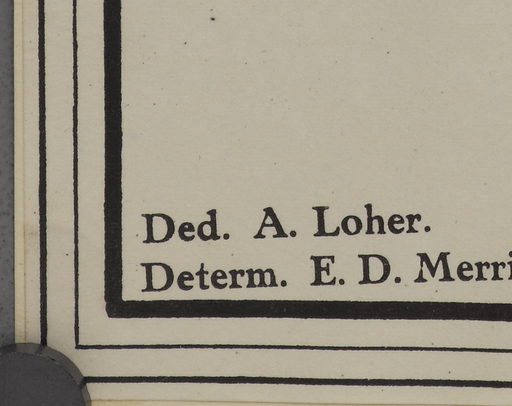 Ded. A. Loher.
Determ. E. D. Merri